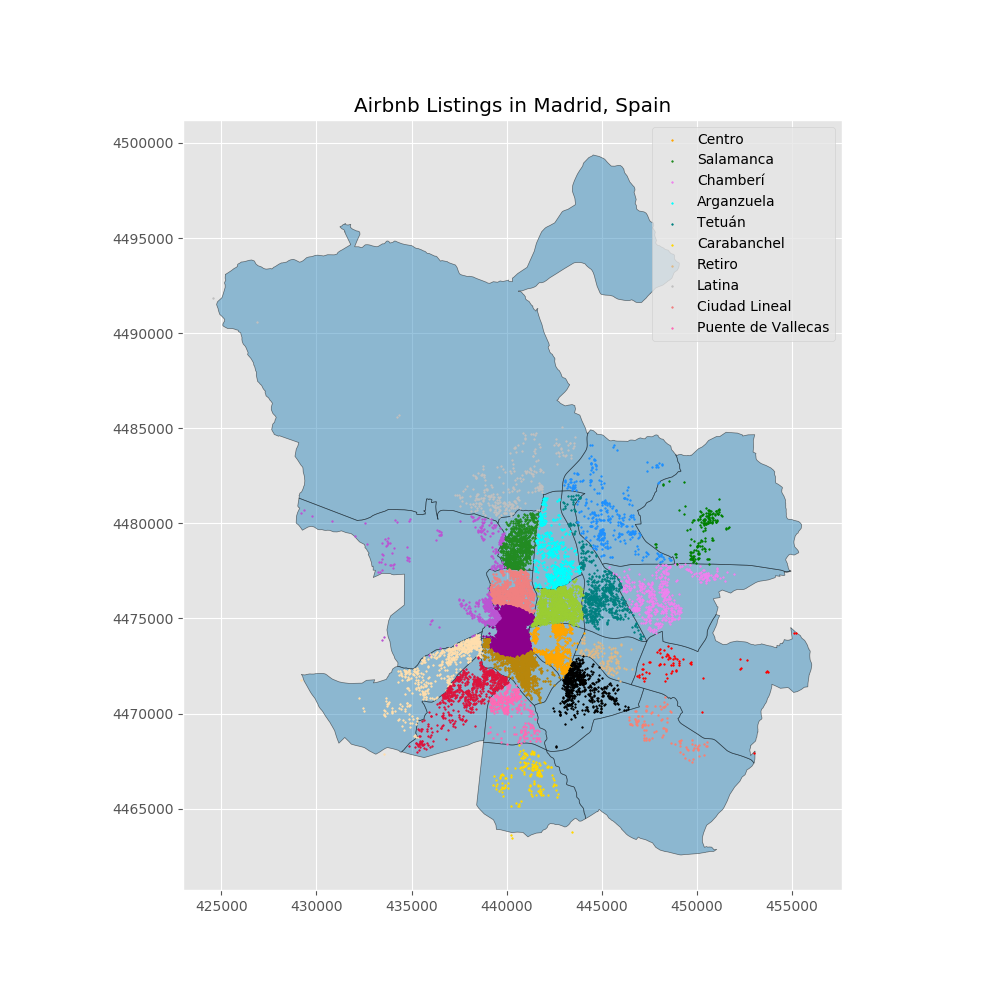 Airbnb Listings in Madrid, Spain
4500000
4495000
4490000
4485000
4480000
4475000
4470000
4465000
Centro
Salamanca
Chamberí
Arganzuela
Tetuán
Carabanchel
Retiro
Latina
Ciudad Lineal
Puente de Vallecas
425000 430000 435000 440000 445000 450000 455000